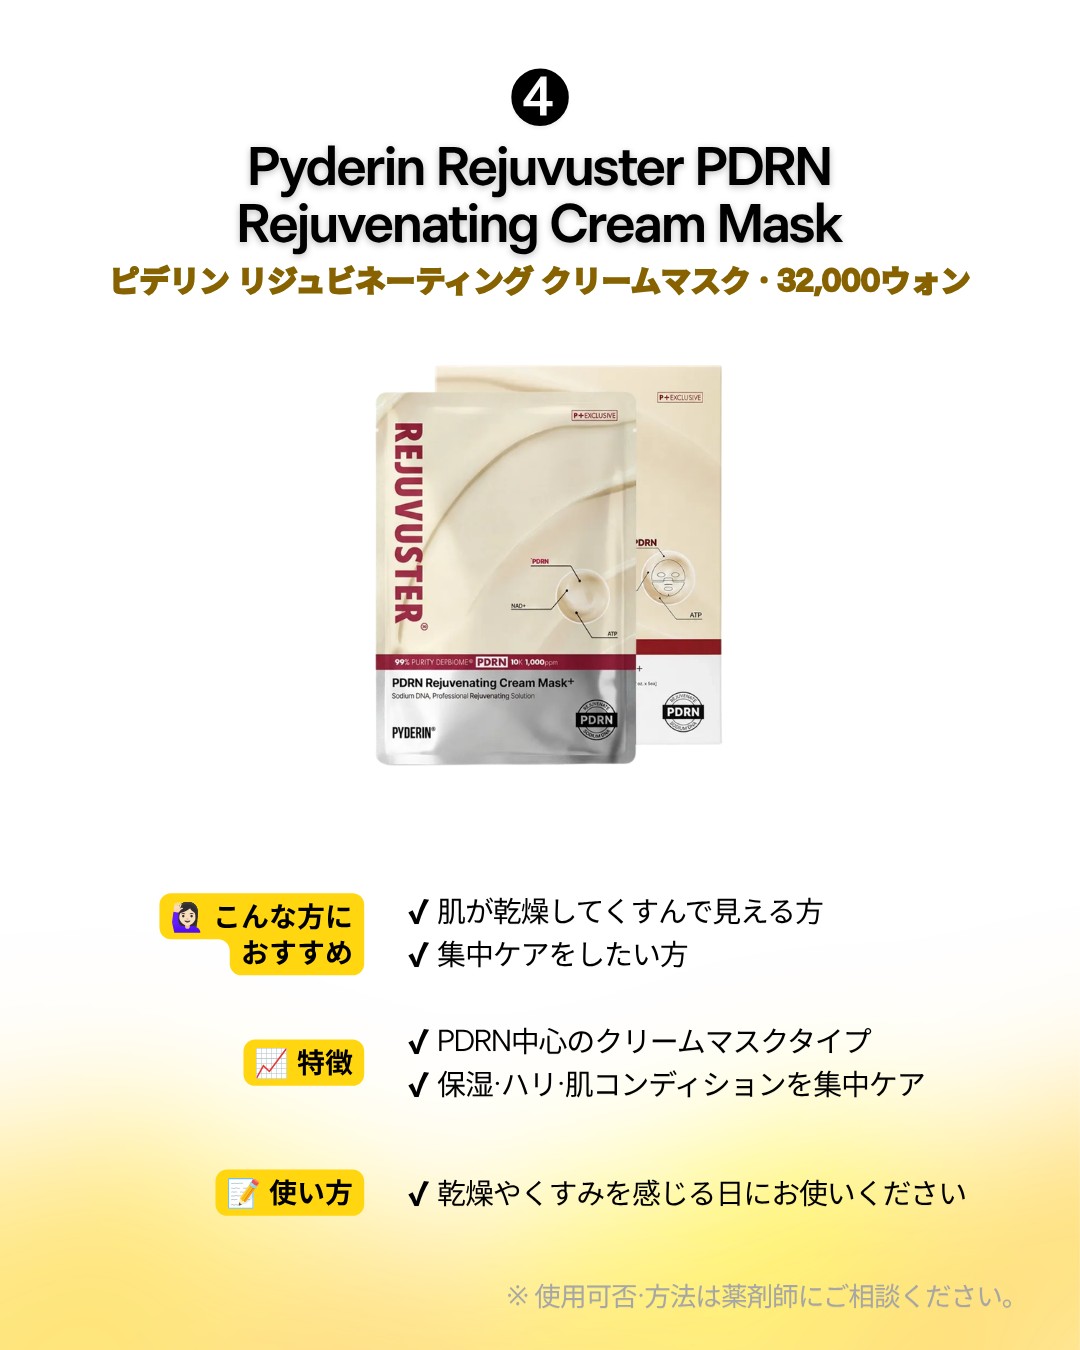 4
Pyderin Rejuvuster PDRN
Rejuvenating Cream Mask
ピデリン リジュビネーティング クリームマスク · 32,000ウォン
P+EXCLUSIVE
P+EXCLUSIVE
REJUVUSTER
PDRN
NAD+
ATP
PDRN
ATP
99% PURITY DEPBIOME® PDRN 10K 1,000ppm
PDRN Rejuvenating Cream Mask+
Sodium DNA, Professional Rejuvenating Solution
PYDERIN®
REJUVENATE
PDRN
SODIUM DNA
REJUVENATE
PDRN
SODIUM DNA
こんな方に
おすすめ
✓ 肌が乾燥してくすんで見える方
✓ 集中ケアをしたい方
特徴
✓ PDRN中心のクリームマスクタイプ
✓ 保湿·ハリ·肌コンディションを集中ケア
使い方
✓ 乾燥やくすみを感じる日にお使いください
※ 使用可否·方法は薬剤師にご相談ください。